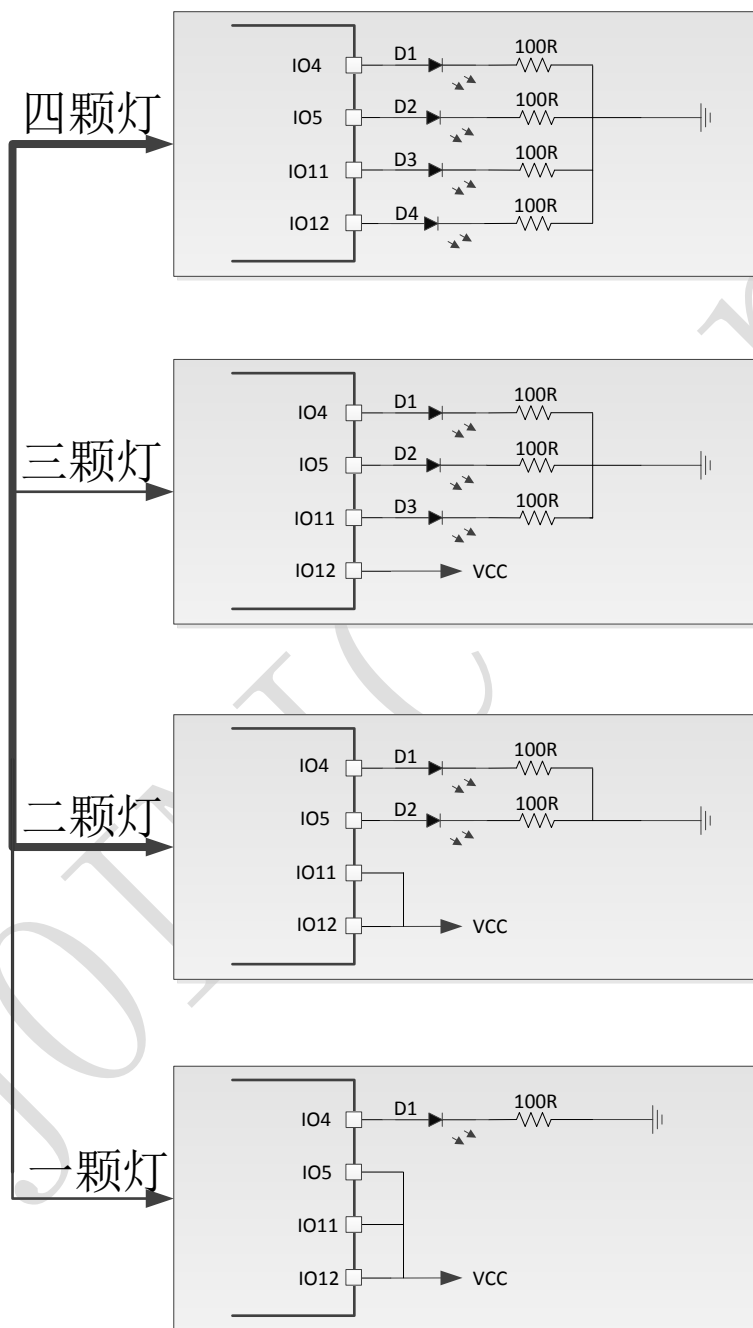 四颗灯
IO4
D1
100R
IO5
D2
100R
IO11
D3
100R
IO12
D4
100R
三颗灯
IO4
D1
100R
IO5
D2
100R
IO11
D3
100R
IO12
VCC
二颗灯
IO4
D1
100R
IO5
D2
100R
IO11
IO12
VCC
一颗灯
IO4
D1
100R
IO5
IO11
IO12
VCC